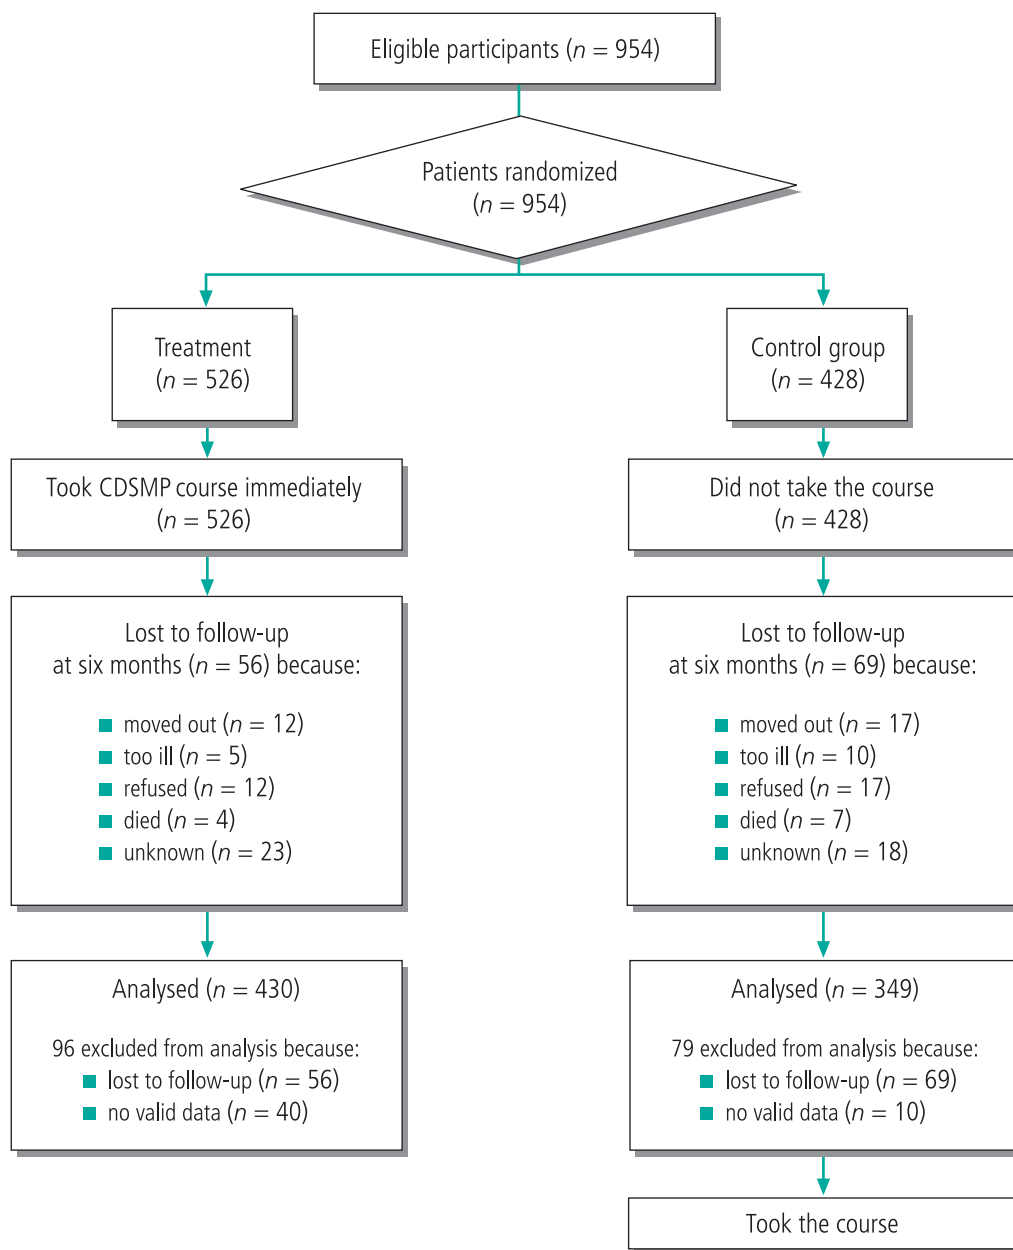 Eligible participants (n = 954)
Patients randomized
(n = 954)
Treatment
(n = 526)
Control group
(n = 428)
Took CDSMP course immediately
(n = 526)
Did not take the course
(n = 428)
Lost to follow-up
at six months (n = 56) because:
moved out (n = 12)
too ill (n = 5)
refused (n = 12)
died (n = 4)
unknown (n = 23)
Lost to follow-up
at six months (n = 69) because:
moved out (n = 17)
too ill (n = 10)
refused (n = 17)
died (n = 7)
unknown (n = 18)
Analysed (n = 430)
96 excluded from analysis because:
lost to follow-up (n = 56)
no valid data (n = 40)
Analysed (n = 349)
79 excluded from analysis because:
lost to follow-up (n = 69)
no valid data (n = 10)
Took the course